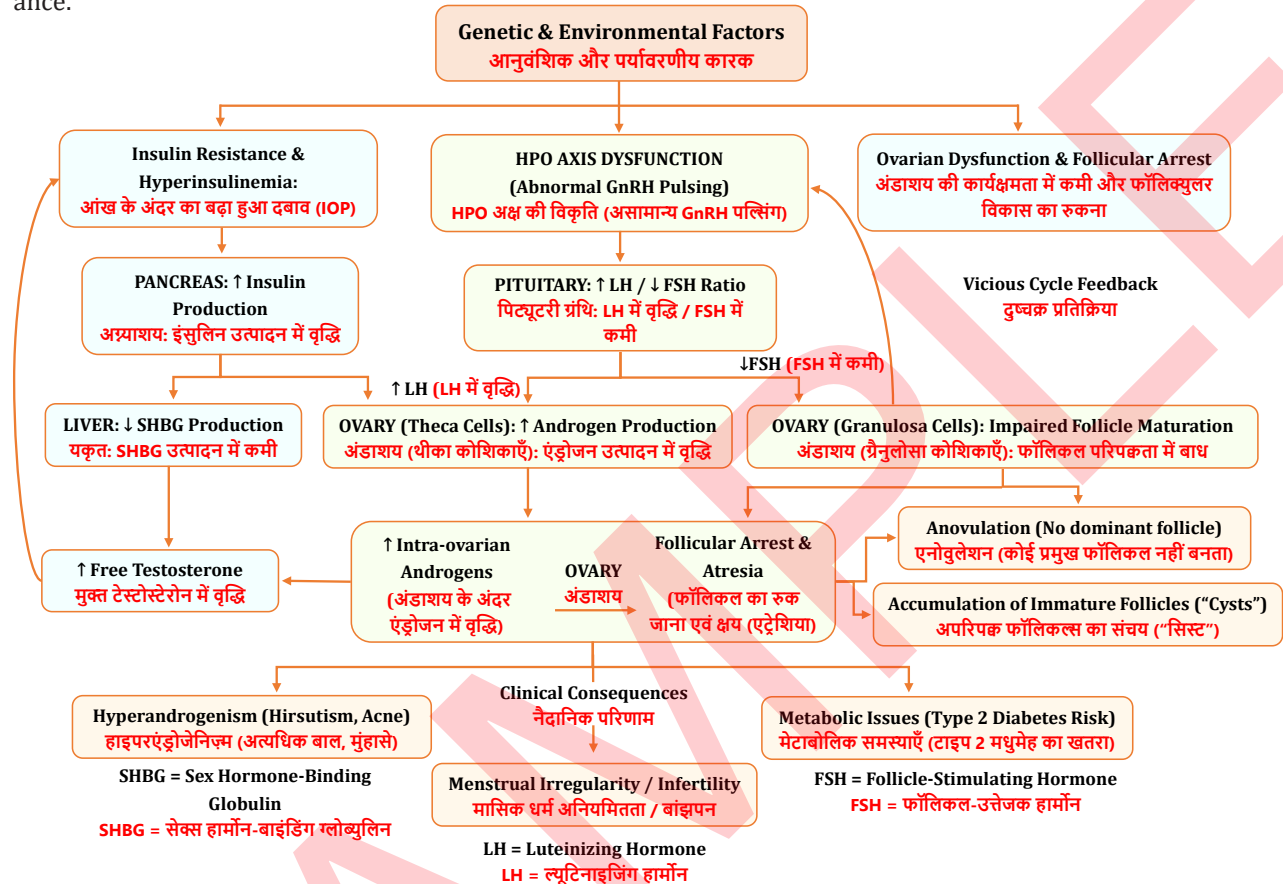 ance.
Genetic & Environmental Factors
आनुवंशिक और पर्यावरणीय कारक
Insulin Resistance &
Hyperinsulinemia:
आंख के अंदर का बढ़ा हुआ दबाव (IOP)
HPO AXIS DYSFUNCTION
(Abnormal GnRH Pulsing)
HPO अक्ष की विकृति (असामान्य GnRH पल्सिंग)
Ovarian Dysfunction & Follicular Arrest
अंडाशय की कार्यक्षमता में कमी और फॉलिक्युलर
विकास का रुकना
PANCREAS: ↑ Insulin
Production
अग्र्याशय: इंसुलिन उत्पादन में वृद्धि
PITUITARY: ↑ LH / ↓ FSH Ratio
पिट्यूटरी ग्रंथि: LH में वृद्धि / FSH में
कमी
Vicious Cycle Feedback
दुष्चक्र प्रतिक्रिया
↑ LH (LH में वृद्धि)
↓FSH (FSH में कमी)
LIVER: ↓ SHBG Production
यकृत: SHBG उत्पादन में कमी
OVARY (Theca Cells): ↑ Androgen Production
अंडाशय (थीका कोशिकाएँ): एंड्रोजन उत्पादन में वृद्धि
OVARY (Granulosa Cells): Impaired Follicle Maturation
अंडाशय (ग्रैनुलोसा कोशिकाएँ): फॉलिकल परिपक्वता में बाध
↑ Free Testosterone
मुक्त टेस्टोस्टेरोन में वृद्धि
↑ Intra-ovarian
Androgens
(अंडाशय के अंदर
एंड्रोजन में वृद्धि)
OVARY
अंडाशय
Follicular Arrest &
Atresia
(फॉलिकल का रुक
जाना एवं क्षय (एट्रेशिया)
Anovulation (No dominant follicle)
एनोवुलेशन (कोई प्रमुख फॉलिकल नहीं बनता)
Accumulation of Immature Follicles (“Cysts”)
अपरिपक्व फॉलिकल्स का संचय (“सिस्ट”)
Clinical Consequences
नैदानिक परिणाम
Hyperandrogenism (Hirsutism, Acne)
हाइपरएंड्रोजेनिज़्म (अत्यधिक बाल, मुंहासे)
Metabolic Issues (Type 2 Diabetes Risk)
मेटाबोलिक समस्याएँ (टाइप 2 मधुमेह का खतरा)
Menstrual Irregularity / Infertility
मासिक धर्म अनियमितता / बांझपन
SHBG = Sex Hormone-Binding
Globulin
SHBG = सेक्स हार्मोन-बाइंडिंग ग्लोब्युलिन
FSH = Follicle-Stimulating Hormone
FSH = फॉलिकल-उत्तेजक हार्मोन
LH = Luteinizing Hormone
LH = ल्यूटिनाइजिंग हार्मोन
AMPLE